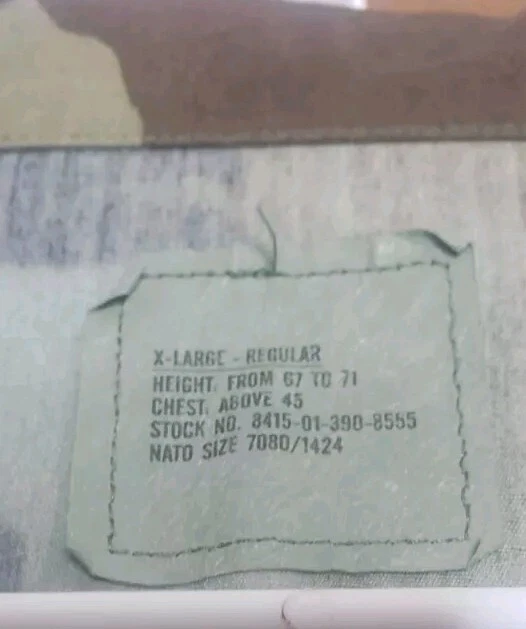 X-LARGE - REGULAR
HEIGHT. FROM 67 TO 71
CHEST. ABOVE 45
STOCK NO. 8415-01-390-8555
NATO SIZE 7080/1424